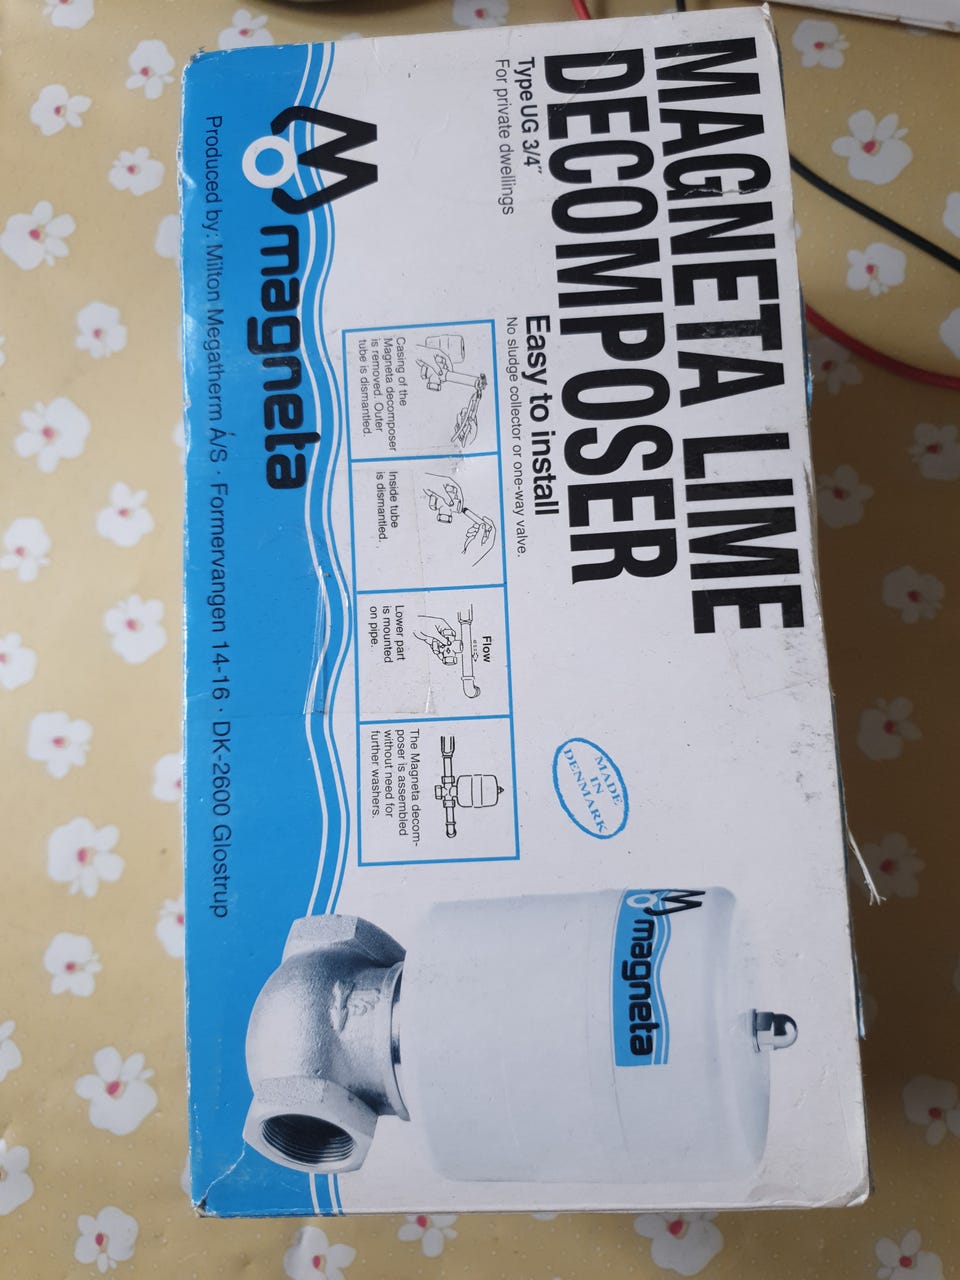 MAGNETA LIME
DECOMPOSER
Type UG 3/4"
For private dwellings
Easy to install
No sludge collector or one-way valve.
Casing of the
Magneta decomposer
is removed. Outer
tube is dismantled.
Inside tube
is dismantled.
Flow
Lower part
is mounted
on pipe.
The Magneta decom-
poser is assembled
without need for
further washers.
MADE
IN
DENMARK
magneta
magneta
Produced by: Milton Megatherm A/S · Formervangen 14-16 · DK-2600 Glostrup